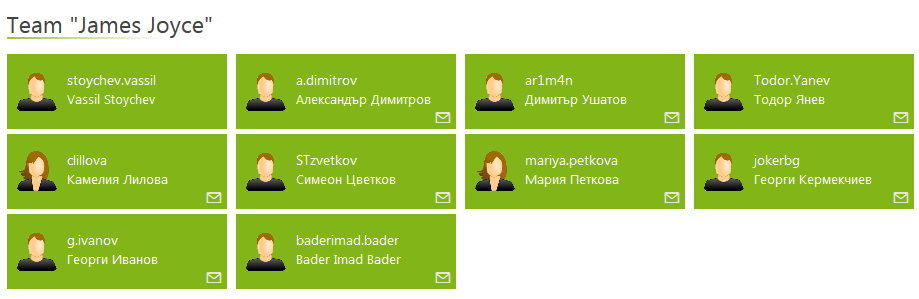 Team "James Joyce"
stoychev.vassil
Vassil Stoychev
a.dimitrov
Александър Димитров
ar1m4n
Димитър Ушатов
Todor.Yanev
Тодор Янев
clillova
Камелия Лилова
STzvetkov
Симеон Цветков
mariya.petkova
Мария Петкова
jokerbg
Георги Кермекчиев
g.ivanov
Георги Иванов
baderimad.bader
Bader Imad Bader